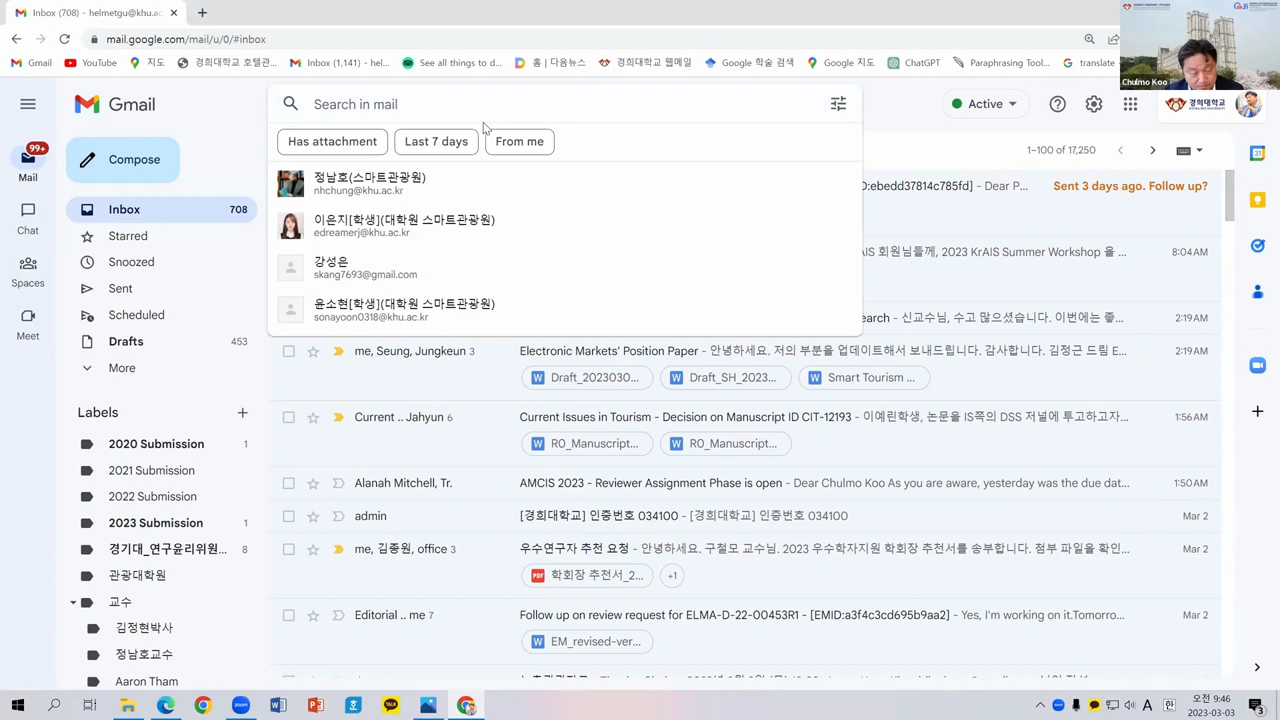 Inbox (708) - helmetgu@khu.ac
mail.google.com/mail/u/0/#inbox
Gmail
YouTube
지도
경희대학교 호텔관...
Inbox (1,141) - hel...
See all things to d...
다음뉴스
경희대학교 웹메일
Google 학술 검색
Google 지도
ChatGPT
Paraphrasing Tool...
translate
Chulmo Koo
Gmail
Search in mail
Active
경희대학교
Has attachment
Last 7 days
From me
1–100 of 17,250
99+
Mail
Chat
Spaces
Meet
Compose
Inbox 708
Starred
Snoozed
Sent
Scheduled
Drafts 453
More
Labels
2020 Submission 1
2021 Submission
2022 Submission
2023 Submission 1
경기대_연구윤리위원... 8
관광대학원
교수
김정현박사
정남호교수
Aaron Tham
정남호(스마트관광원)
nhchung@khu.ac.kr
이은지[학생](대학원 스마트관광원)
edreamerj@khu.ac.kr
강성은
skang7693@gmail.com
윤소현[학생](대학원 스마트관광원)
sonayoon0318@khu.ac.kr
D:ebedd37814c785fd] - Dear P... Sent 3 days ago. Follow up?
AIS 회원님들께, 2023 KrAIS Summer Workshop 을 ... 8:04 AM
earch - 신교수님, 수고 많으셨습니다. 이번에는 좋... 2:19 AM
me, Seung, Jungkeun 3 Electronic Markets' Position Paper - 안녕하세요. 저의 부분을 업데이트해서 보내드립니다. 감사합니다. 김정근 드림 E... 2:19 AM
Draft_2023030... Draft_SH_2023... Smart Tourism ...
Current .. Jahyun 6 Current Issues in Tourism - Decision on Manuscript ID CIT-12193 - 이예린학생, 논문을 IS쪽의 DSS 저널에 투고하고자... 1:56 AM
R0_Manuscript... R0_Manuscript...
Alanah Mitchell, Tr. AMCIS 2023 - Reviewer Assignment Phase is open - Dear Chulmo Koo As you are aware, yesterday was the due dat... 1:50 AM
admin [경희대학교] 인증번호 034100 - [경희대학교] 인증번호 034100 Mar 2
me, 김종원, office 3 우수연구자 추천 요청 - 안녕하세요. 구철모 교수님. 2023 우수학자지원 학회장 추천서를 송부합니다. 첨부 파일을 확인... Mar 2
PDF 학회장 추천서_2... +1
Editorial .. me 7 Follow up on review request for ELMA-D-22-00453R1 - [EMID:a3f4c3cd695b9aa2] - Yes, I'm working on it.Tomorro... Mar 2
EM_revised-ver...
오전 9:46
2023-03-03